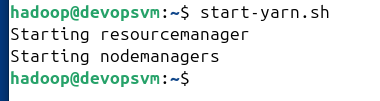 hadoop@devopsvm:~$ start-yarn.sh
Starting resourcemanager
Starting nodemanagers
hadoop@devopsvm:~$